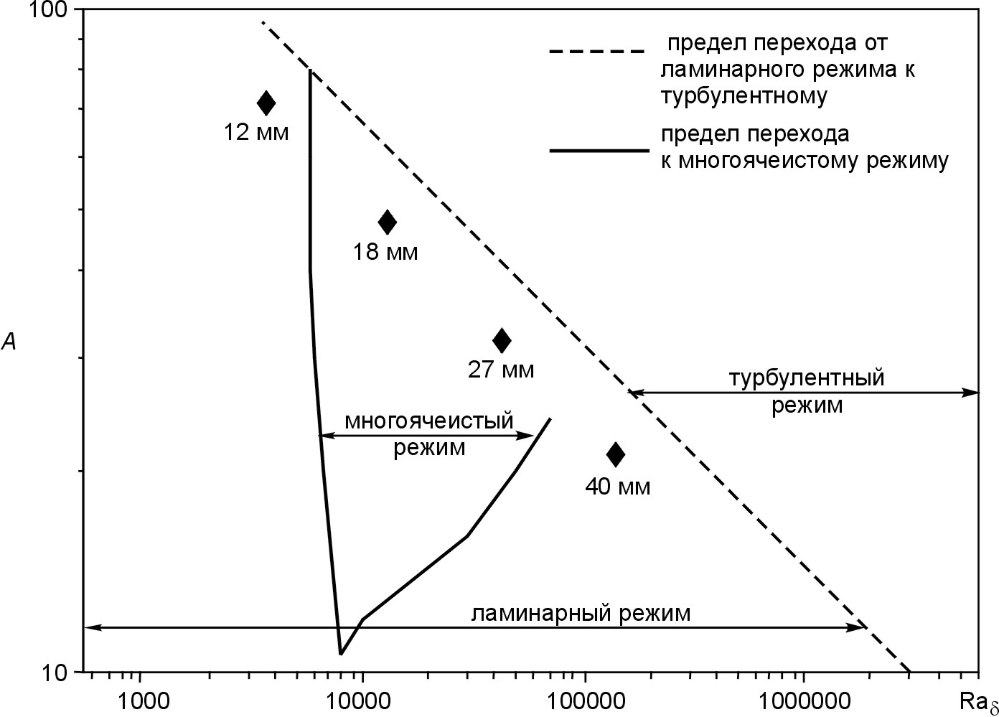 100
предел перехода от
ламинарного режима к
турбулентному
12 мм
предел перехода
к многоячеистому режиму
18 мм
A
27 мм
турбулентный
режим
многоячеистый
режим
40 мм
ламинарный режим
10
1000
10000
100000
1000000
Raδ